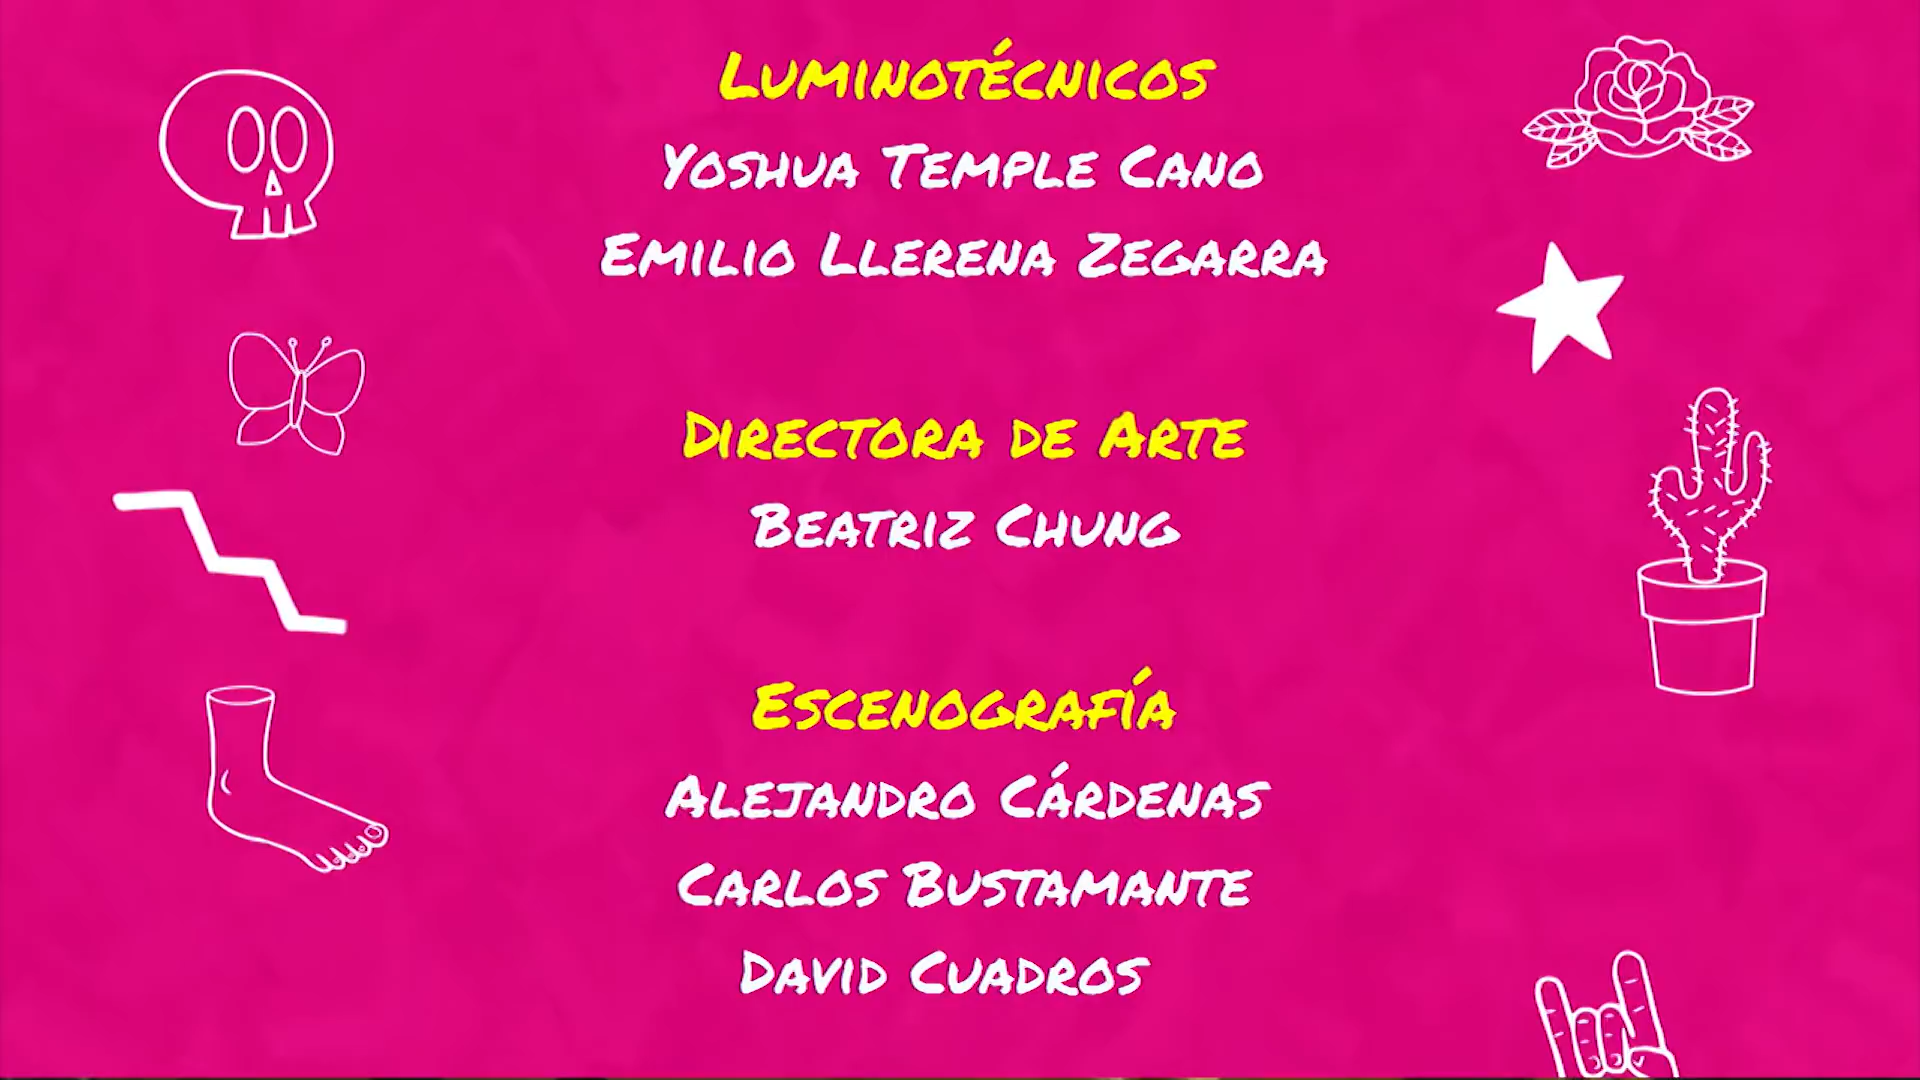 Luminotécnicos
Yoshua Temple Cano
Emilio Llerena Zegarra
Directora de Arte
Beatriz Chung
Escenografía
Alejandro Cárdenas
Carlos Bustamante
David Cuadros